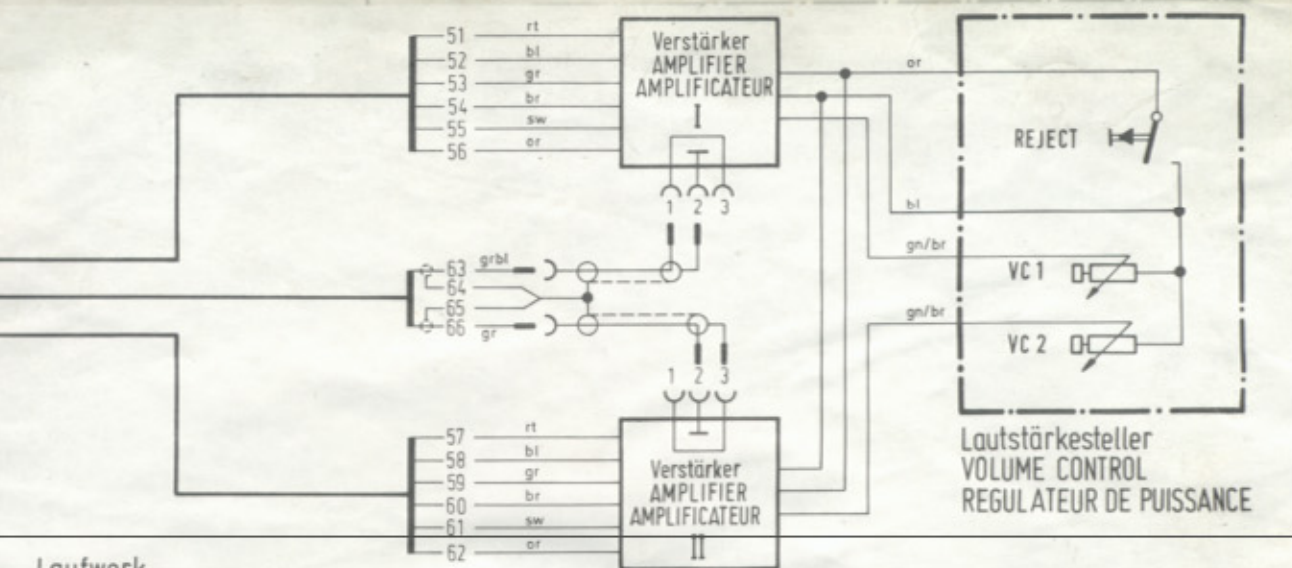 51 rt
52 bl
53 gr
54 br
55 sw
56 or
Verstärker
AMPLIFIER
AMPLIFICATEUR
I
1 2 3
or
REJECT
bl
gn/br
VC 1
gn/br
VC 2
Lautstärkesteller
VOLUME CONTROL
REGULATEUR DE PUISSANCE
63 grbl
64
65
66 gr
1 2 3
57 rt
58 bl
59 gr
60 br
61 sw
62 or
Verstärker
AMPLIFIER
AMPLIFICATEUR
II
Laufwerk